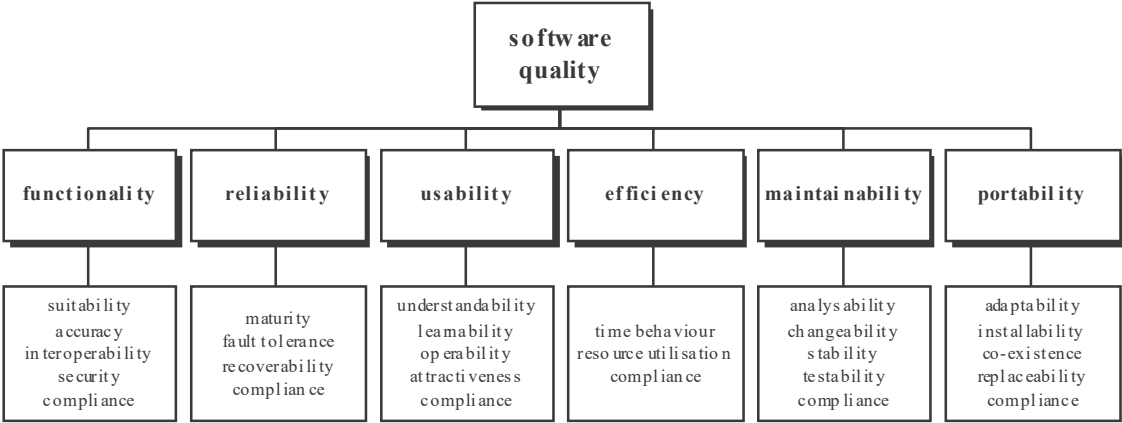 software
quality
functionality
reliability
usability
efficiency
maintainability
portability
suitability
accuracy
interoperability
security
compliance
maturity
fault tolerance
recoverability
compliance
understandability
learnability
operability
attractiveness
compliance
time behaviour
resource utilisation
compliance
analysability
changeability
stability
testability
compliance
adaptability
installability
co-existence
replaceability
compliance